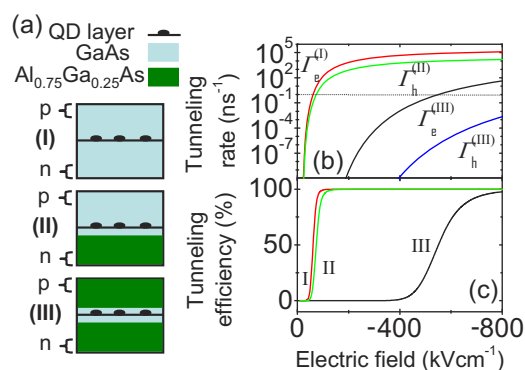 (a)
QD layer
GaAs
Al0.75Ga0.25As
p
(I)
n
p
(II)
n
p
(III)
n
Tunneling rate (ns-1)
10^5
10^2
10^-1
10^-4
10^-7
Γe(I)
Γh(II)
Γe(III)
Γh(III)
(b)
Tunneling efficiency (%)
100
50
0
I
II
III
(c)
0
-400
-800
Electric field (kVcm-1)